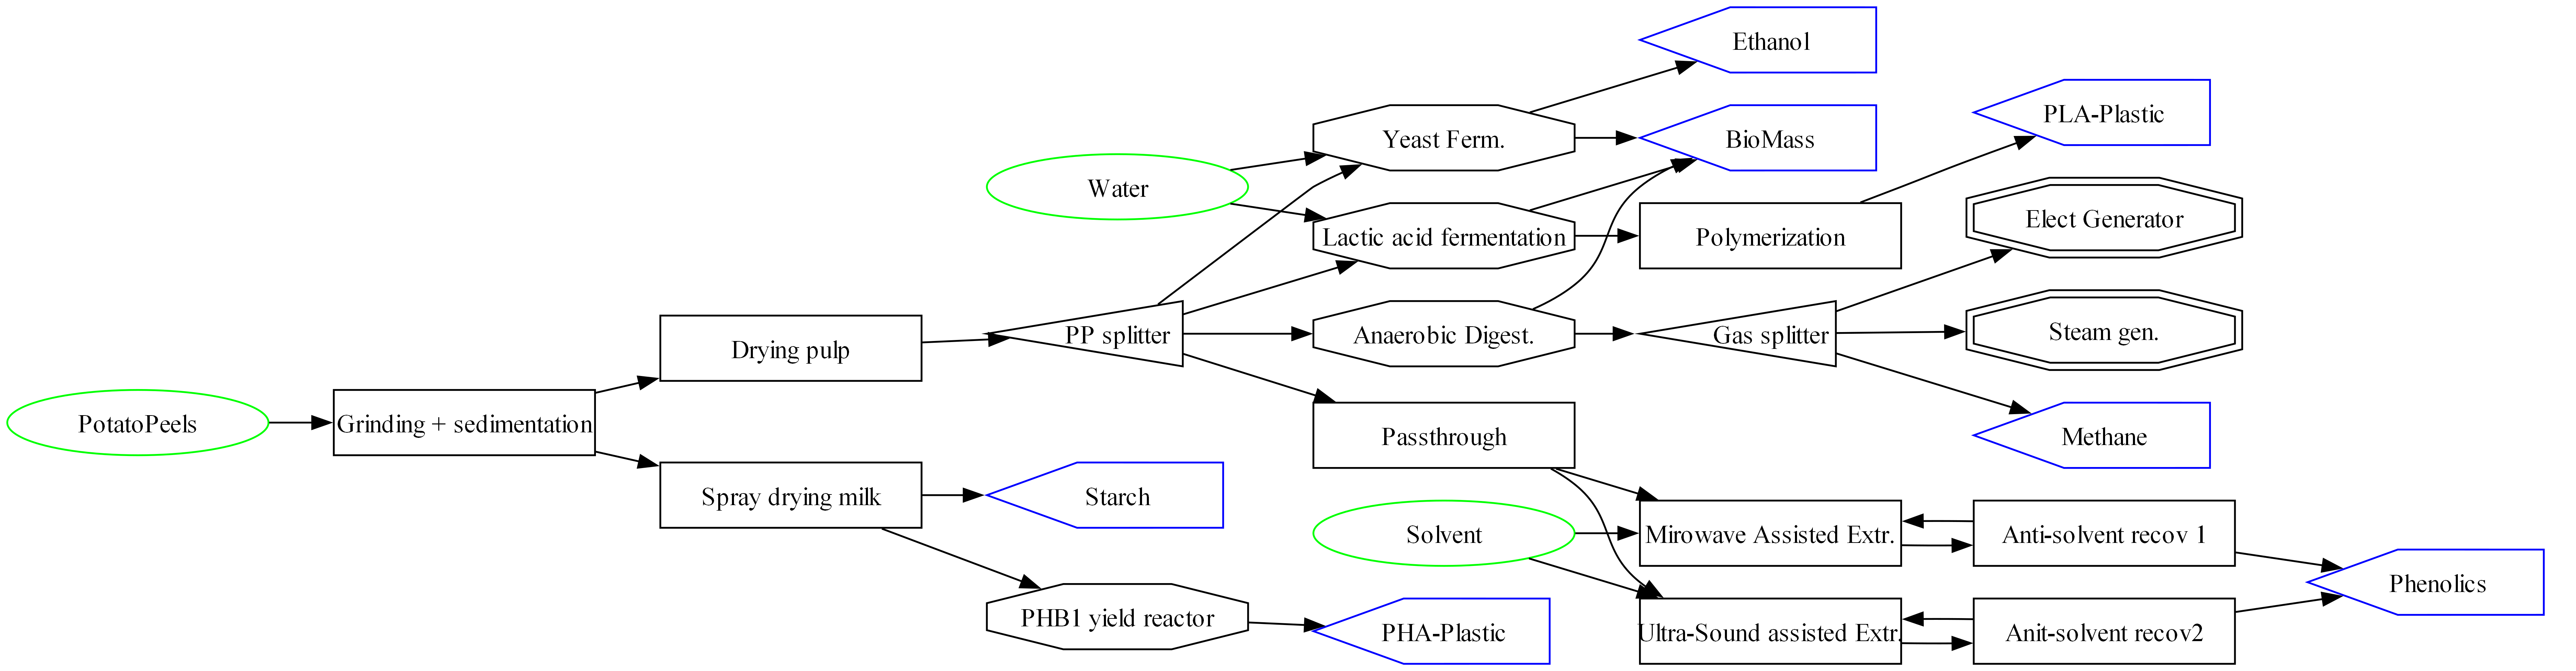 Ethanol
PLA-Plastic
Yeast Ferm.
BioMass
Water
Elect Generator
Lactic acid fermentation
Polymerization
Drying pulp
PP splitter
Anaerobic Digest.
Gas splitter
Steam gen.
PotatoPeels
Grinding + sedimentation
Passthrough
Methane
Spray drying milk
Starch
Solvent
Mirowave Assisted Extr.
Anti-solvent recov 1
Phenolics
PHB1 yield reactor
PHA-Plastic
Ultra-Sound assisted Extr.
Anit-solvent recov2